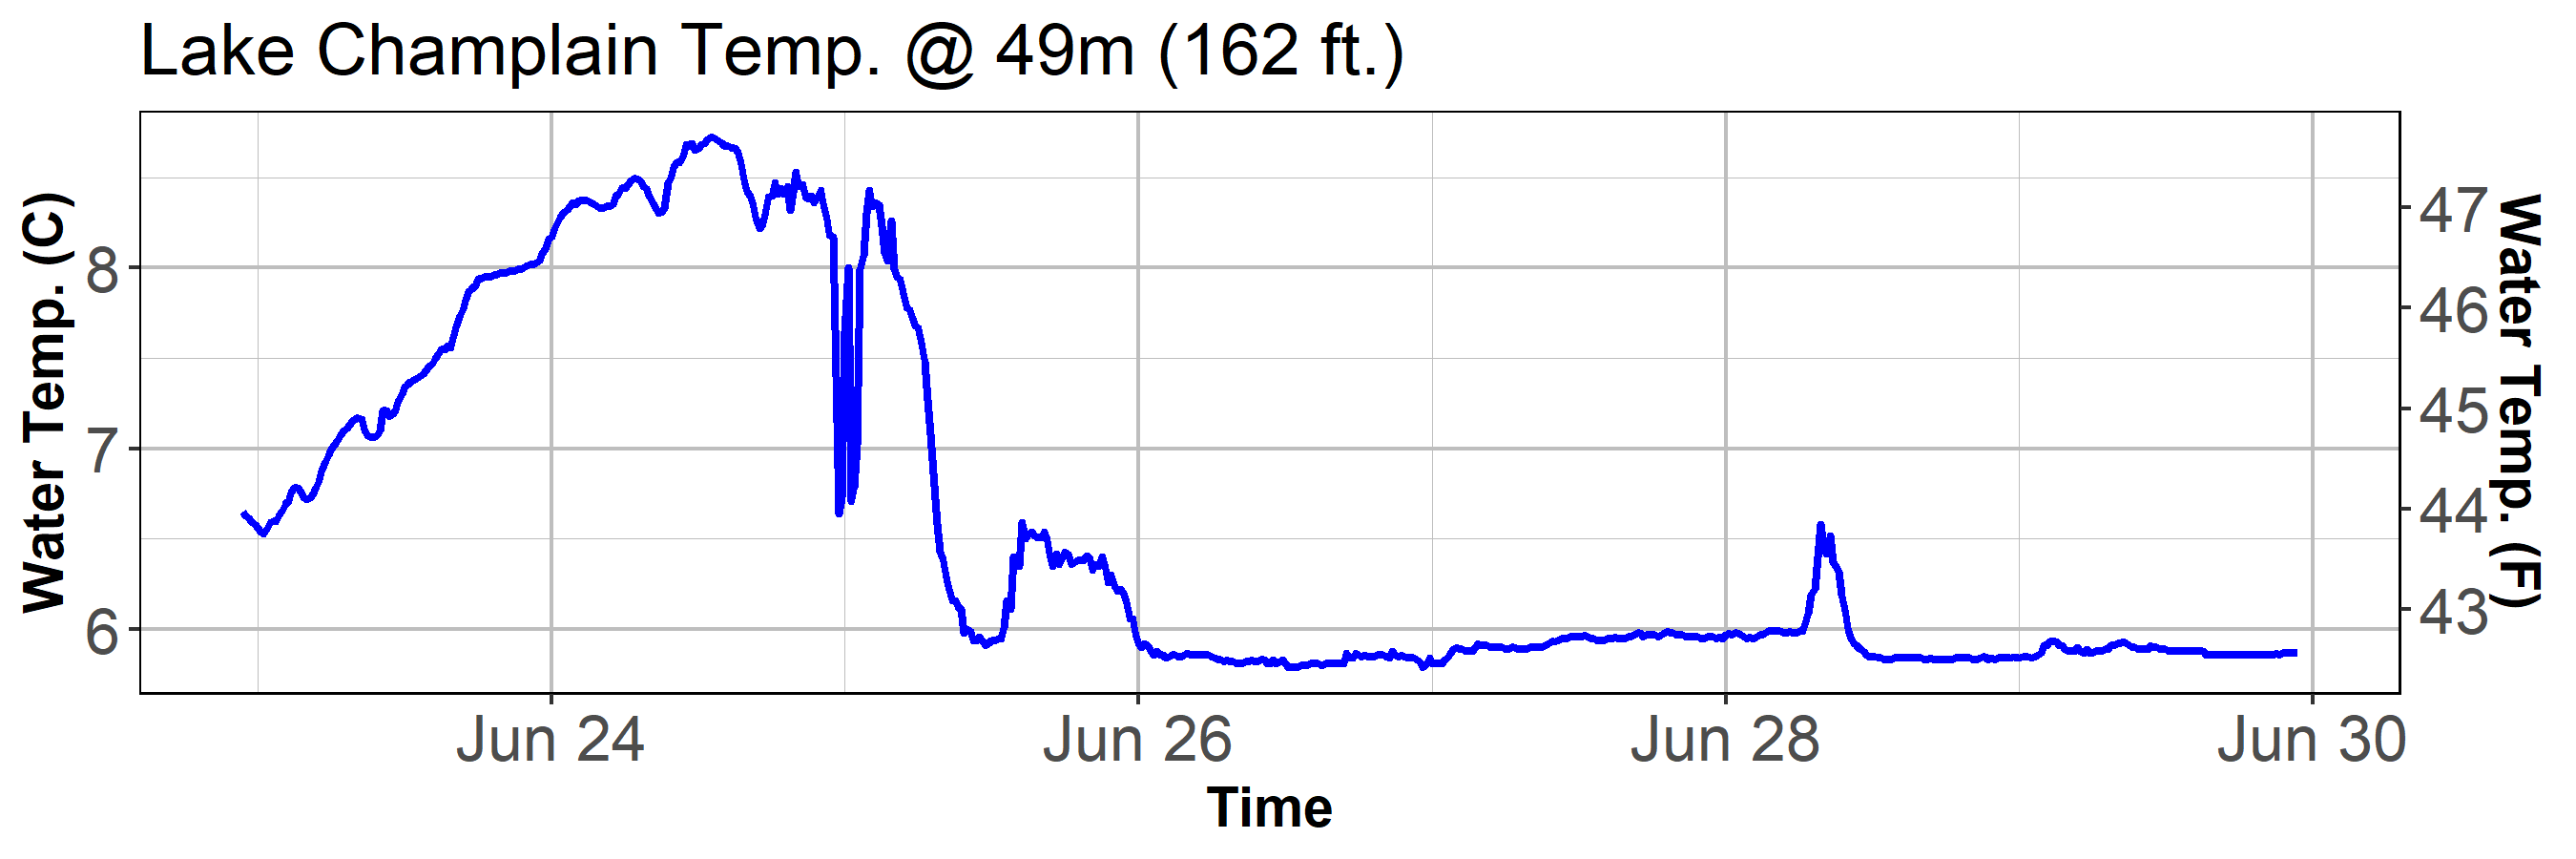 Lake Champlain Temp. @ 49m (162 ft.)
Water Temp. (C)
8
7
6
47
46
45
44
43
Water Temp. (F)
Jun 24
Jun 26
Jun 28
Jun 30
Time